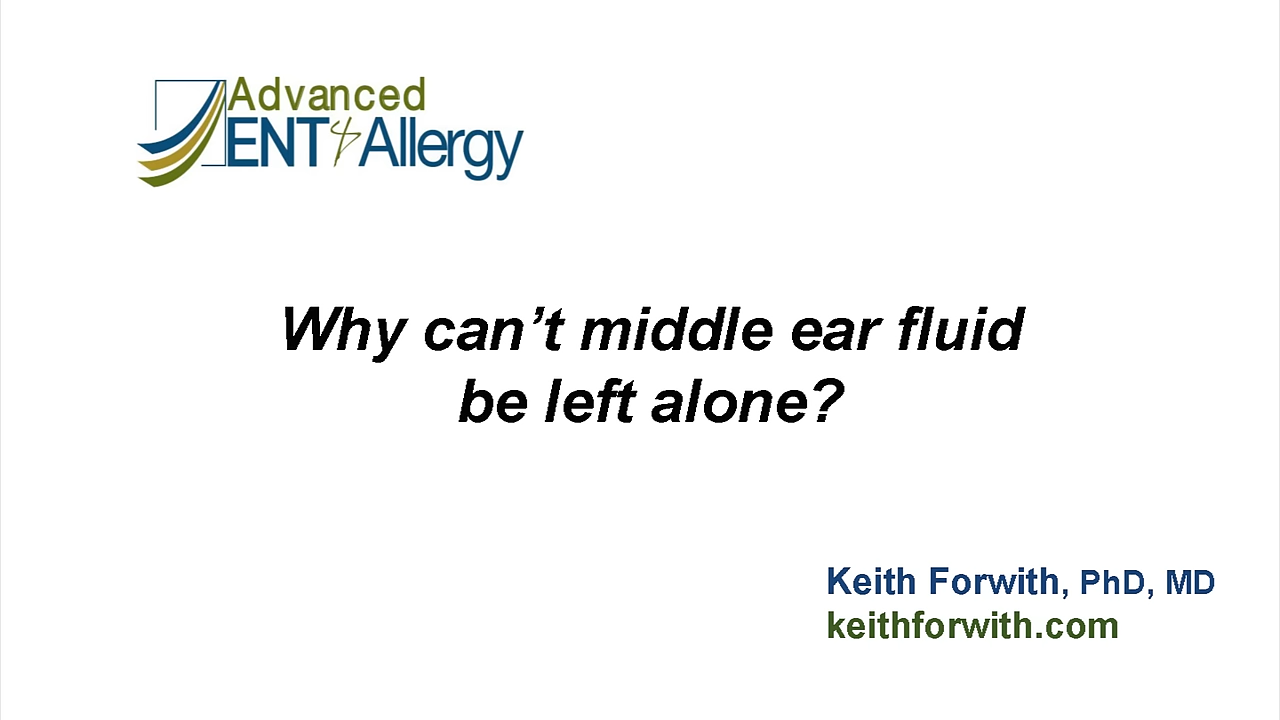 Advanced
ENT & Allergy
Why can’t middle ear fluid
be left alone?
Keith Forwith, PhD, MD
keithforwith.com